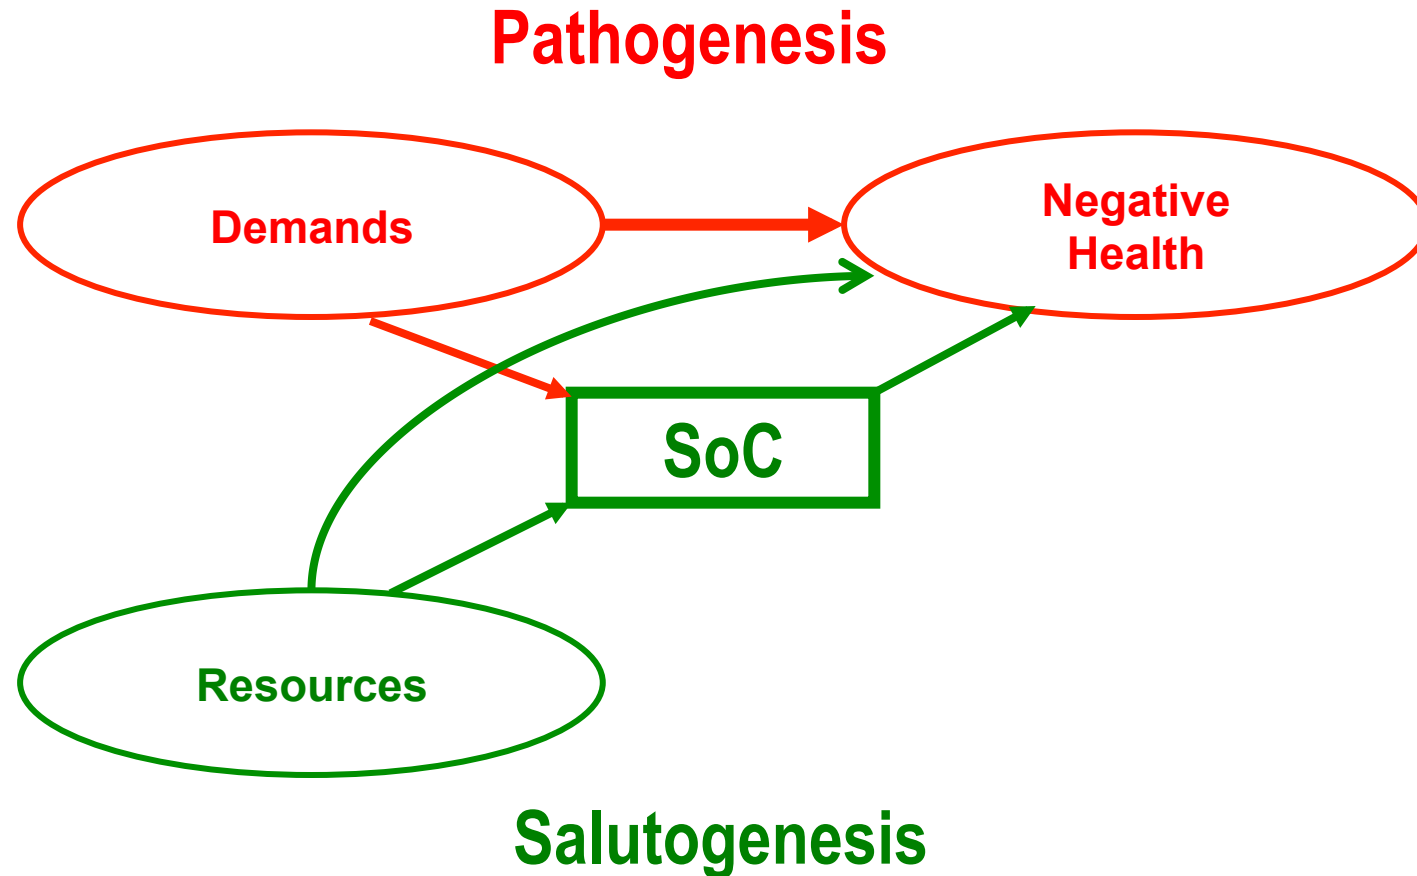 Pathogenesis
Demands
Negative
Health
SoC
Resources
Salutogenesis